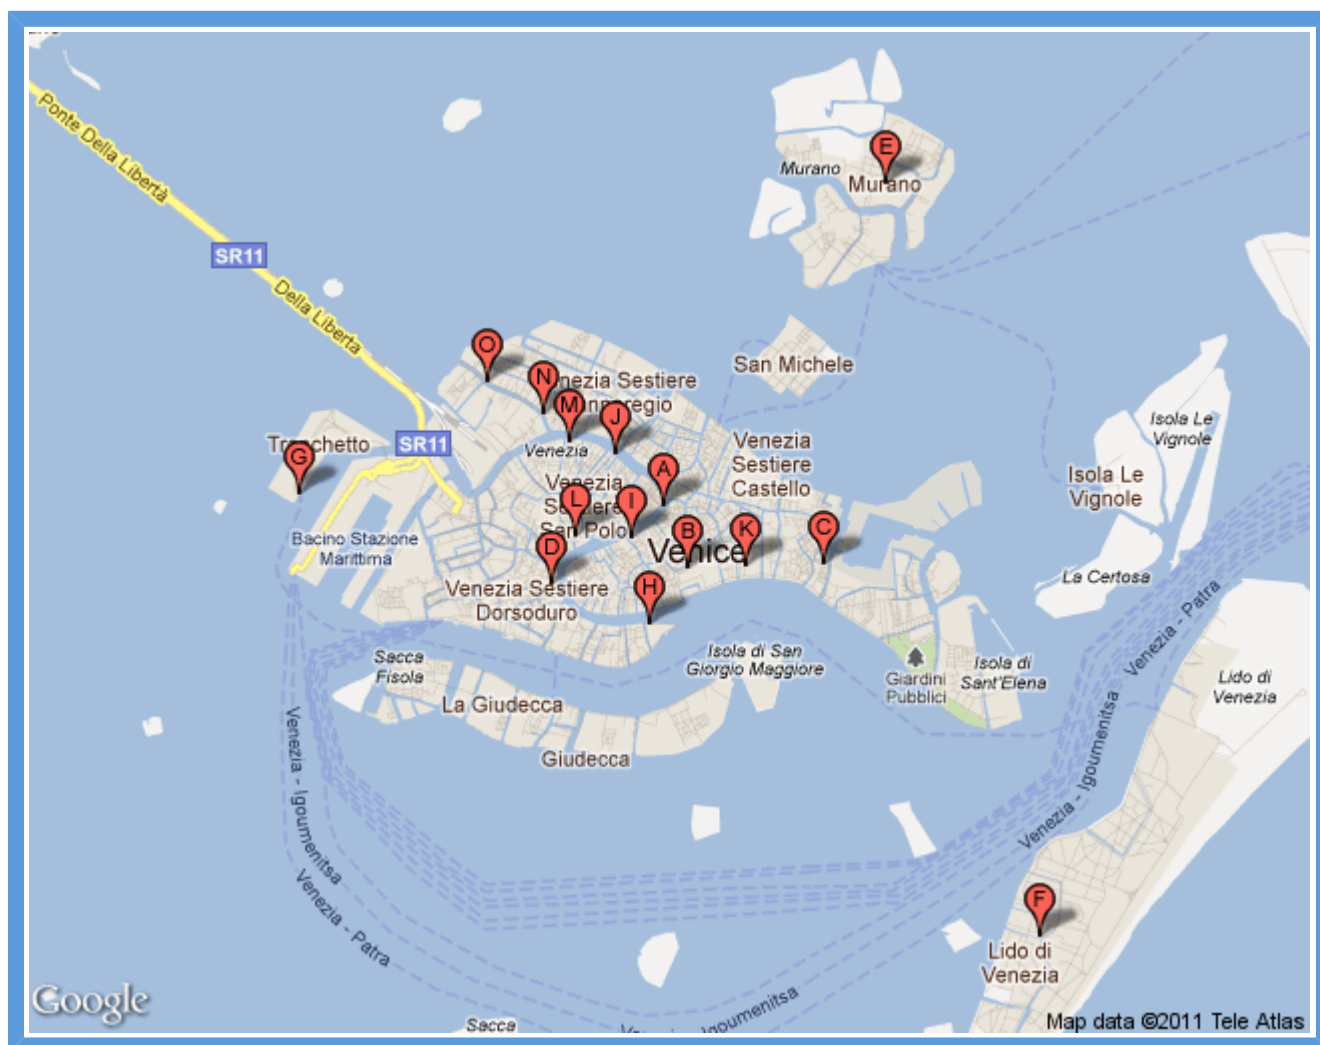 Ponte Della Libertà
E
Murano
Murano
SR11
Della Liberta
O
San Michele
N
Venezia Sestiere
M
J
Isola Le
Vignole
SR11
Venezia
Sestiere
Castello
G
Venezia
A
Isola Le
Vignole
Venezia
L
I
San Polo
B
K
C
Bacino Stazione
Marittima
D
Venice
La Certosa
Venezia Sestiere
Dorsoduro
H
Venezia - Patra
Sacca
Fisola
Isola di San
Giorgio Maggiore
Giardini
Pubblici
Isola di
Sant'Elena
Lido di
Venezia
La Giudecca
Giudecca
Venezia - Igoumenitsa
Venezia - Igoumenitsa
Venezia - Patra
F
Lido di
Venezia
Google
Sacca
Igoumenitsa
Map data ©2011 Tele Atlas